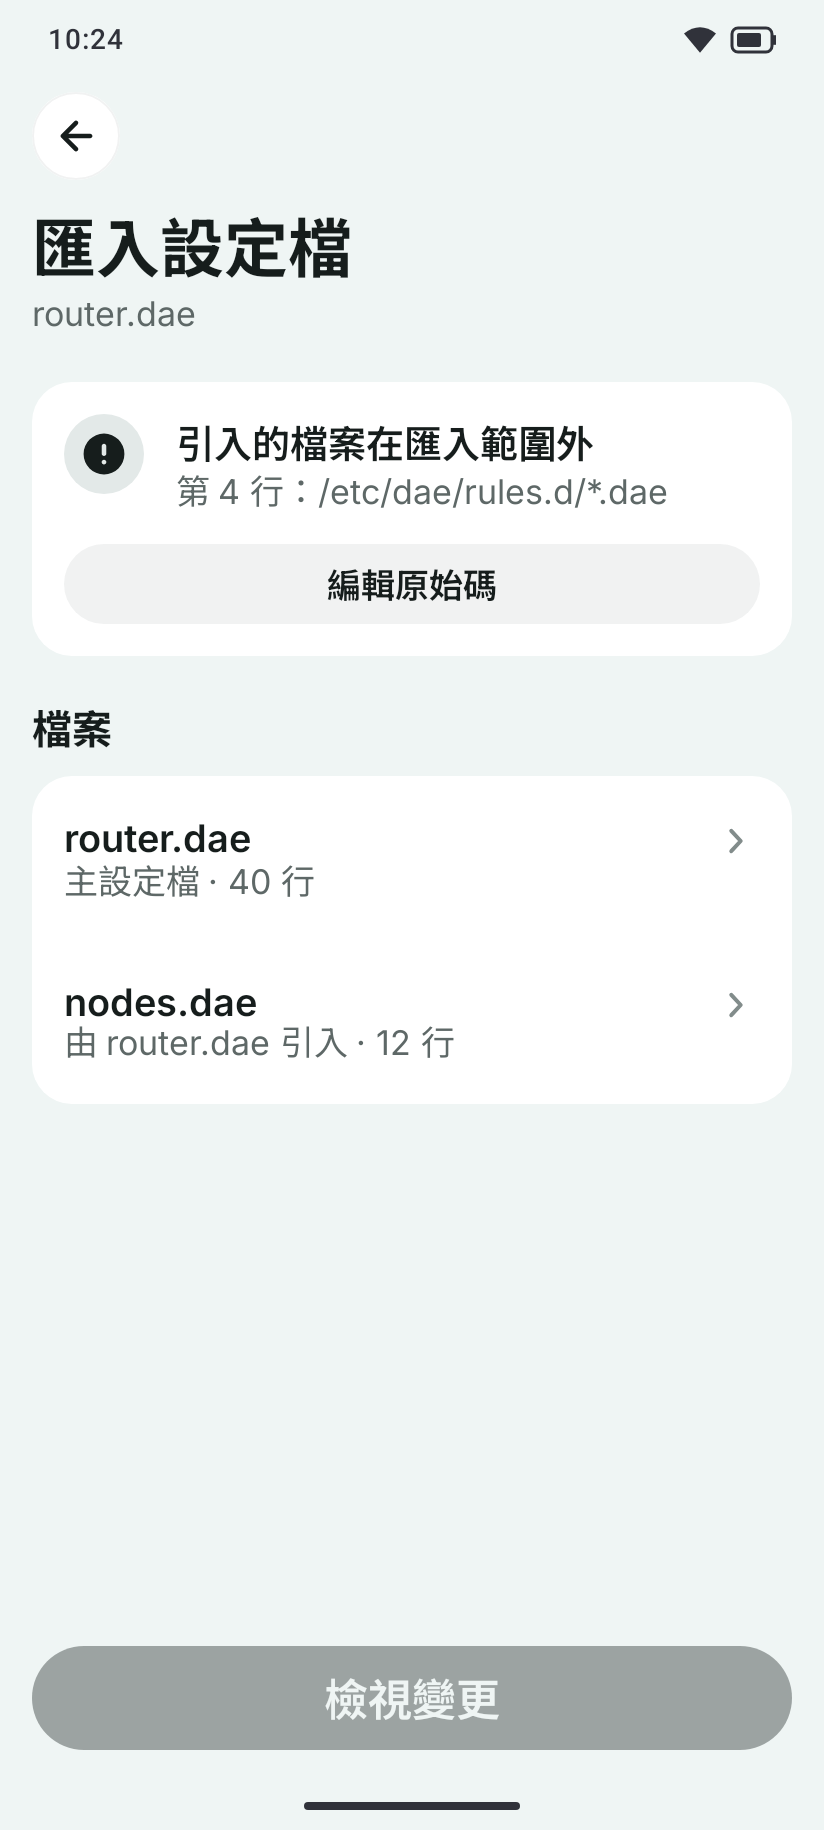 10:24
匯入設定檔
router.dae
引入的檔案在匯入範圍外
第 4 行：/etc/dae/rules.d/*.dae
編輯原始碼
檔案
router.dae
主設定檔 · 40 行
nodes.dae
由 router.dae 引入 · 12 行
檢視變更